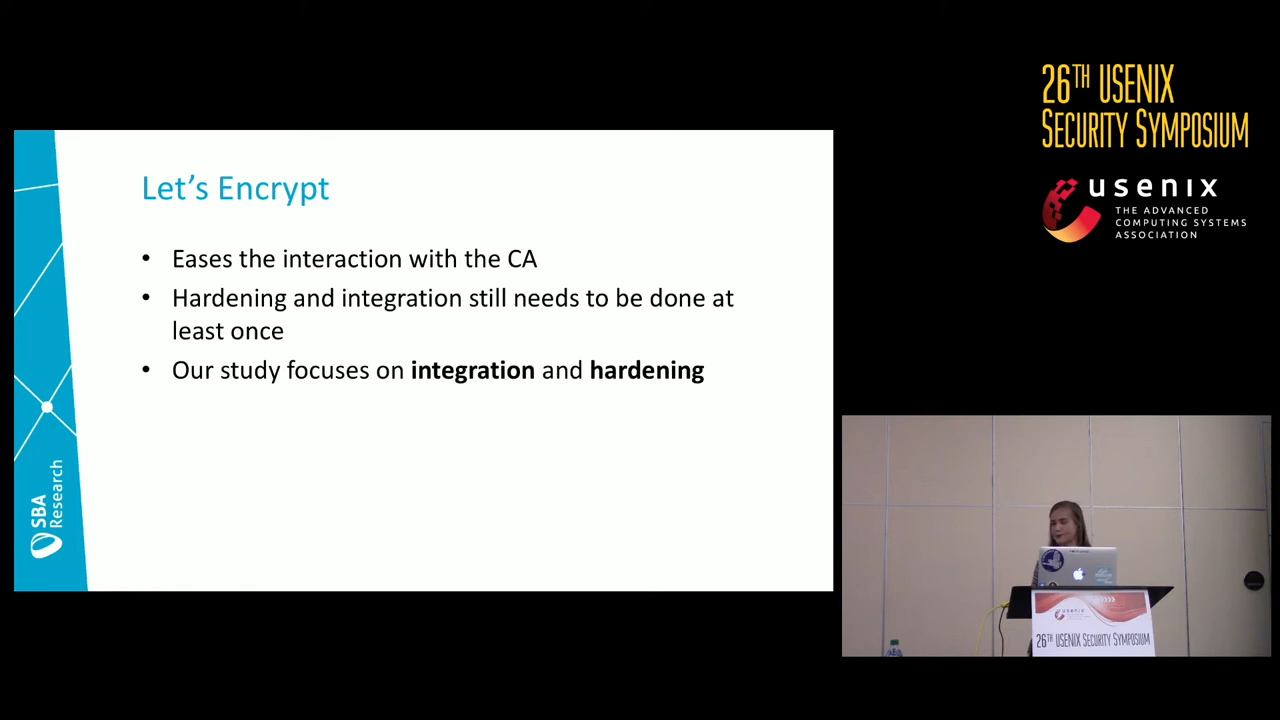 26TH USENIX
SECURITY SYMPOSIUM
usenix
THE ADVANCED
COMPUTING SYSTEMS
ASSOCIATION
Let's Encrypt
• Eases the interaction with the CA
• Hardening and integration still needs to be done at
least once
• Our study focuses on integration and hardening
SBA
Research
usenix
26TH USENIX SECURITY SYMPOSIUM